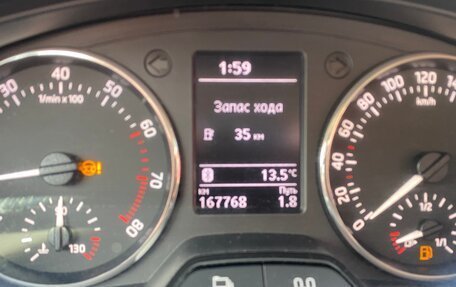 1:59
Запас хода
35 км
13.5°C
км Путь
167768 1.8
30 40 50 60 70 80
1/min x 100
90 130
0 20 40 60 80 100 120
km/h
1/2
1/1